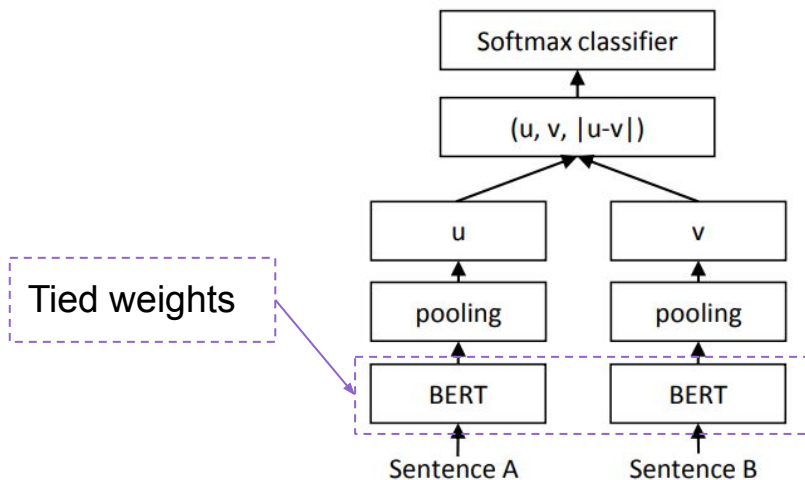 Softmax classifier
(u, v, |u-v|)
u v
Tied weights
pooling pooling
BERT BERT
Sentence A Sentence B